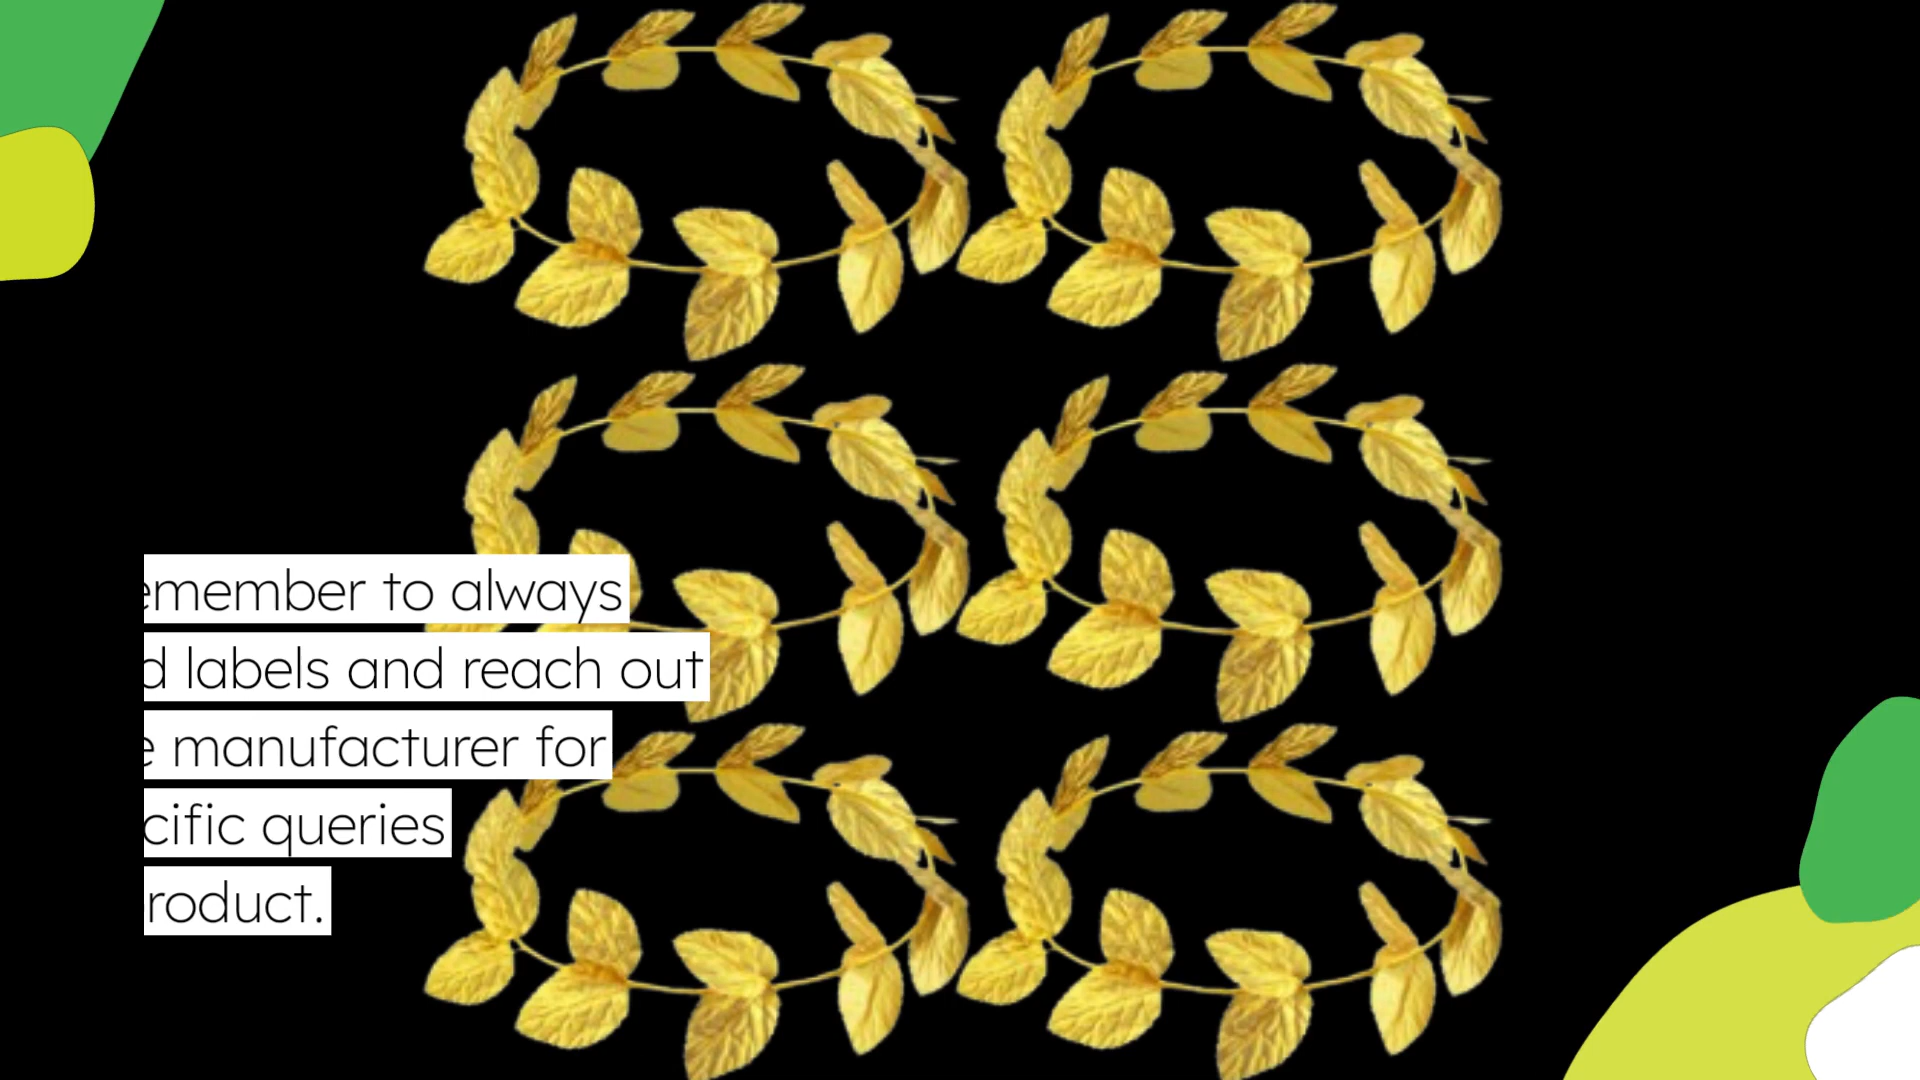 emember to always
d labels and reach out
e manufacturer for
cific queries
roduct.